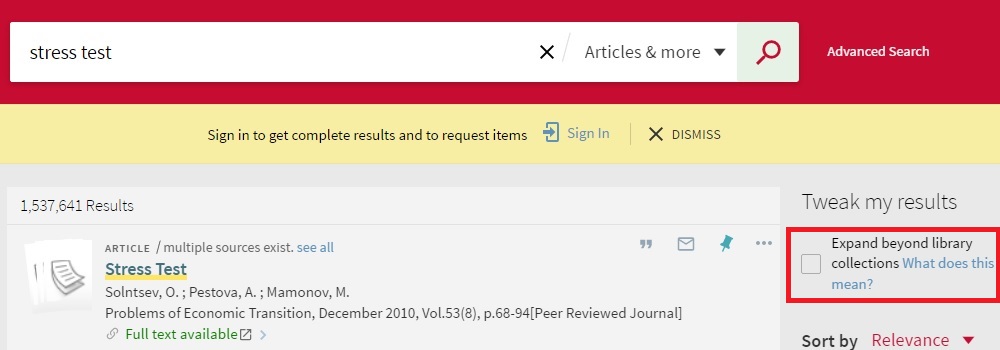 stress test
Articles & more
Advanced Search
Sign in to get complete results and to request items
Sign In
DISMISS
1,537,641 Results
Tweak my results
ARTICLE / multiple sources exist. see all
Stress Test
Solntsev, O. ; Pestova, A. ; Mamonov, M.
Problems of Economic Transition, December 2010, Vol.53(8), p.68-94[Peer Reviewed Journal]
Full text available
Expand beyond library
collections What does this
mean?
Sort by Relevance